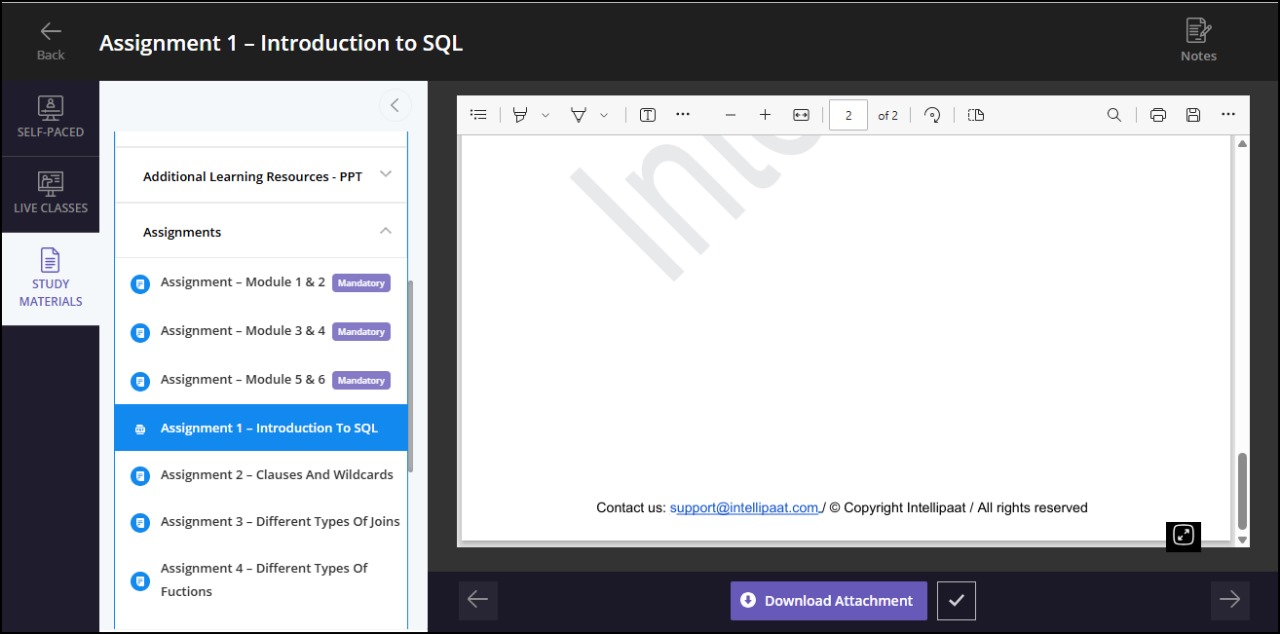 Back
Assignment 1 – Introduction to SQL
Notes
SELF-PACED
LIVE CLASSES
STUDY
MATERIALS
Additional Learning Resources - PPT
Assignments
Assignment – Module 1 & 2 Mandatory
Assignment – Module 3 & 4 Mandatory
Assignment – Module 5 & 6 Mandatory
Assignment 1 – Introduction To SQL
Assignment 2 – Clauses And Wildcards
Assignment 3 – Different Types Of Joins
Assignment 4 – Different Types Of
Fuctions
2 of 2
Contact us: support@intellipaat.com / © Copyright Intellipaat / All rights reserved
Download Attachment